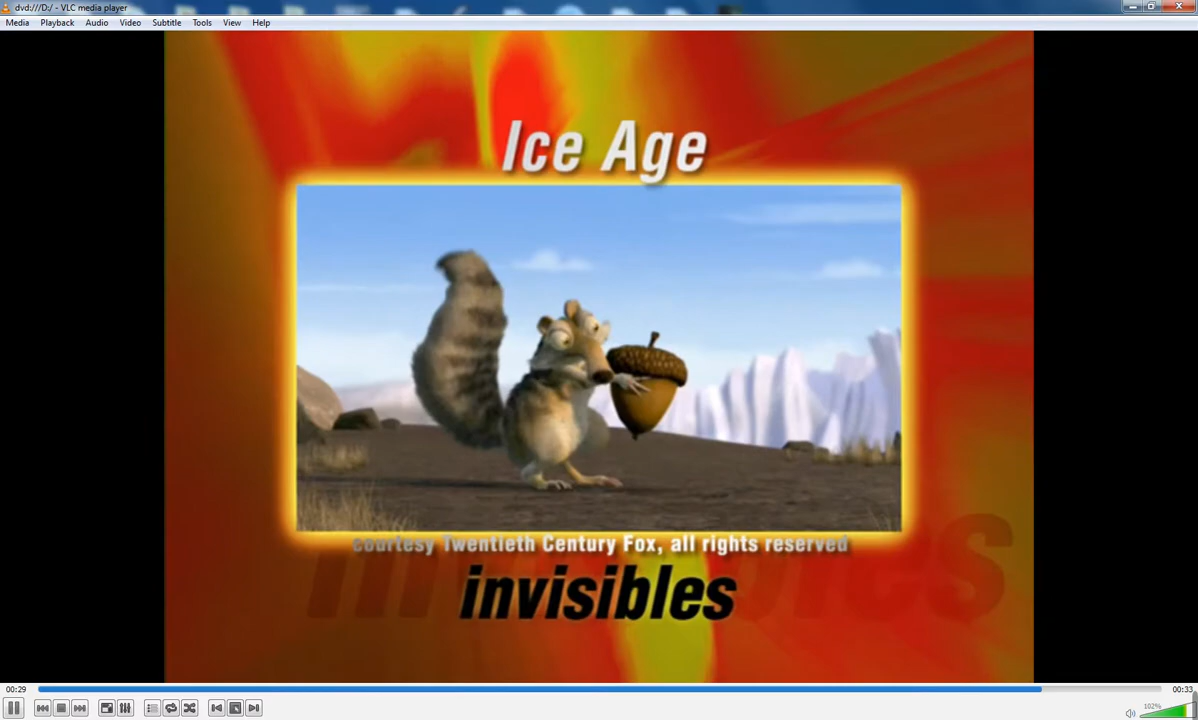 dvd:///D:/ - VLC media player
Media Playback Audio Video Subtitle Tools View Help
Ice Age
courtesy Twentieth Century Fox, all rights reserved
invisibles
invisibles
00:29
00:33
102%